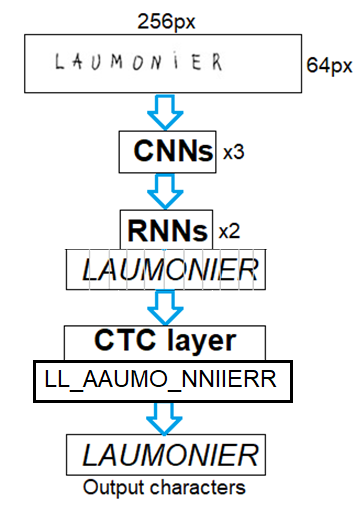 256px
LAUMONiER
64px
CNNs x3
RNNs x2
LAUMONIER
CTC layer
LL_AAUMO_NNIIERR
LAUMONIER
Output characters